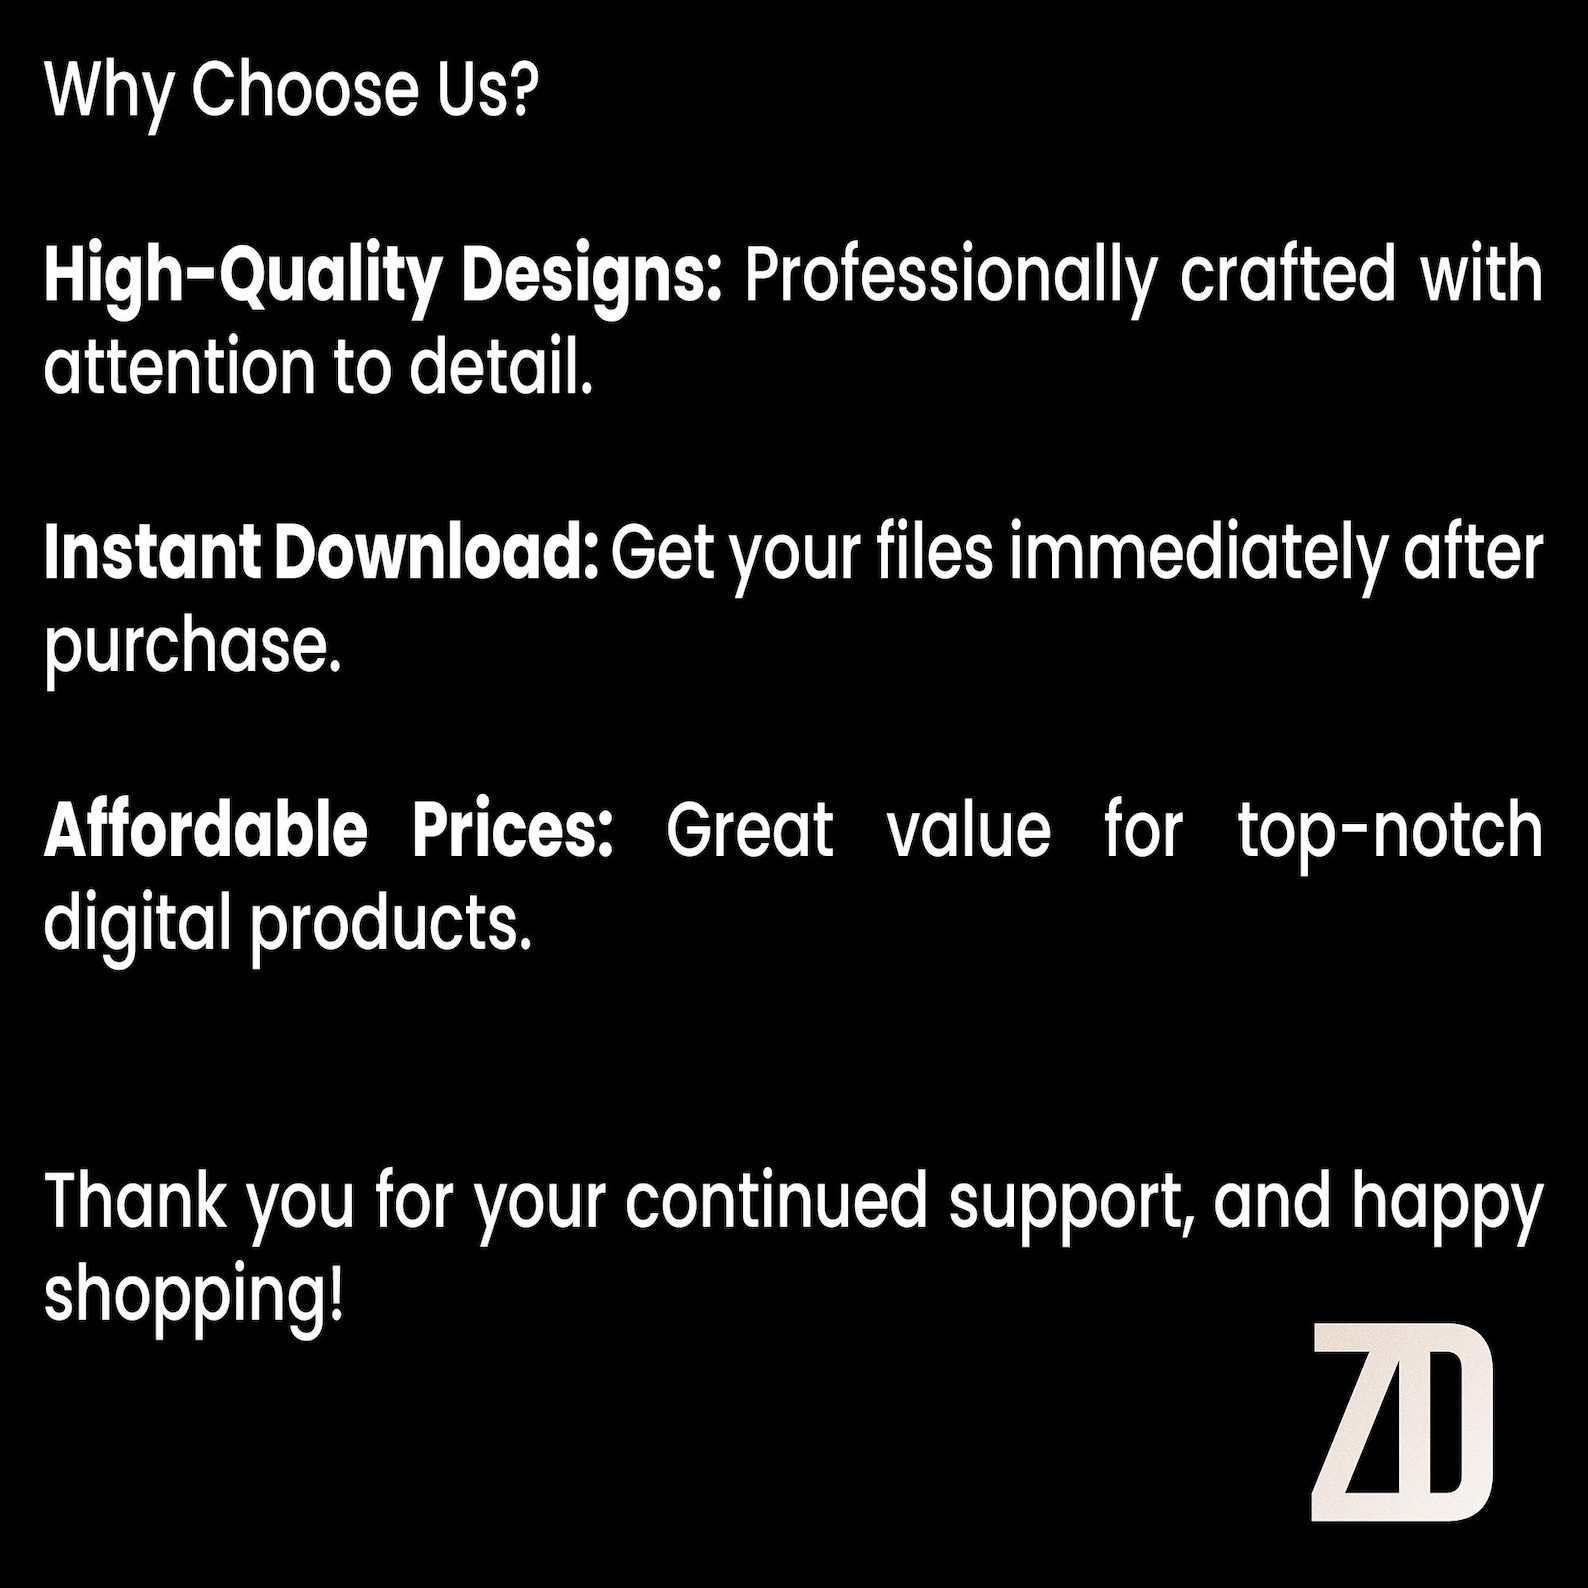 Why Choose Us?
High-Quality Designs: Professionally crafted with
attention to detail.
Instant Download: Get your files immediately after
purchase.
Affordable Prices: Great value for top-notch
digital products.
Thank you for your continued support, and happy
shopping!
ZD